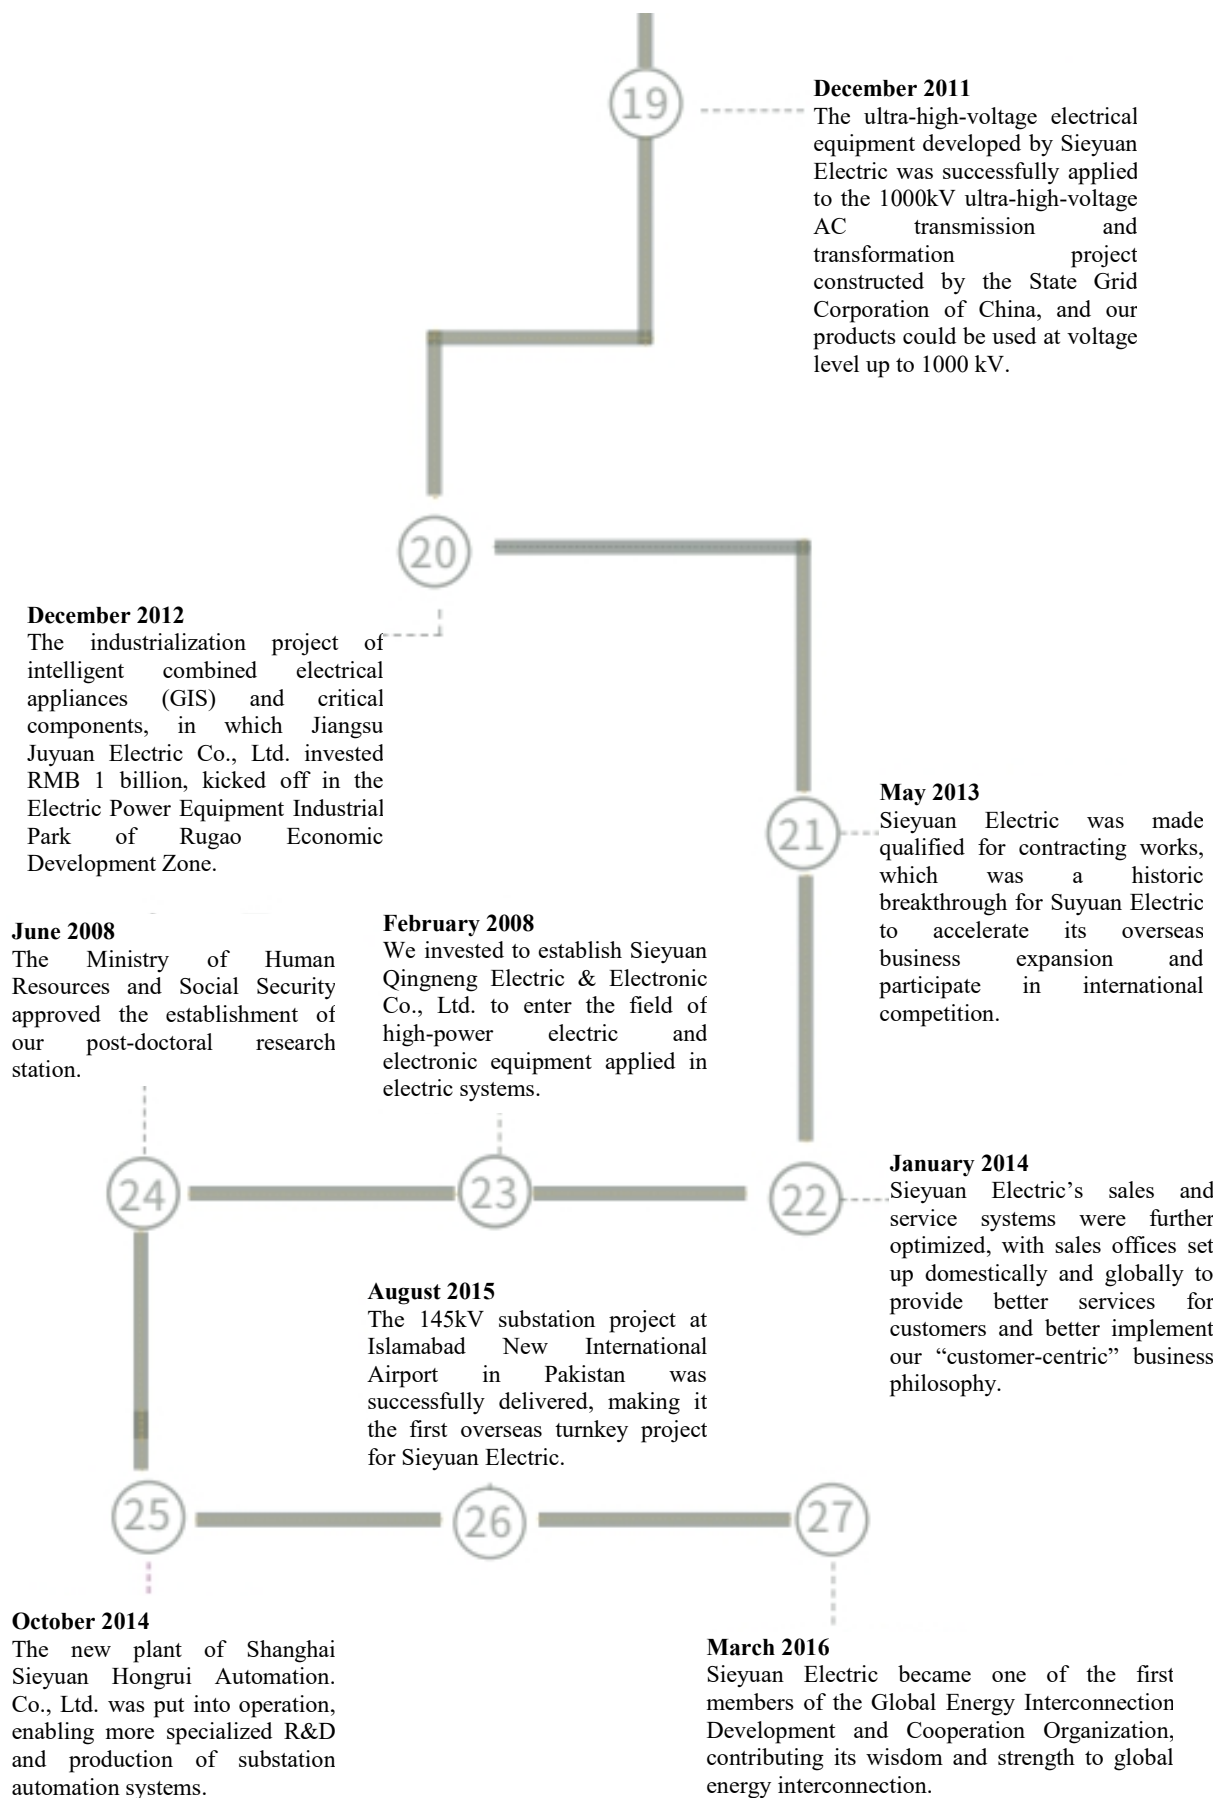 19
December 2011
The ultra-high-voltage electrical
equipment developed by Sieyuan
Electric was successfully applied
to the 1000kV ultra-high-voltage
AC transmission and
transformation project
constructed by the State Grid
Corporation of China, and our
products could be used at voltage
level up to 1000 kV.
20
December 2012
The industrialization project of
intelligent combined electrical
appliances (GIS) and critical
components, in which Jiangsu
Juyuan Electric Co., Ltd. invested
RMB 1 billion, kicked off in the
Electric Power Equipment Industrial
Park of Rugao Economic
Development Zone.
21
May 2013
Sieyuan Electric was made
qualified for contracting works,
which was a historic
breakthrough for Suyuan Electric
to accelerate its overseas
business expansion and
participate in international
competition.
22
January 2014
Sieyuan Electric's sales and
service systems were further
optimized, with sales offices set
up domestically and globally to
provide better services for
customers and better implement
our “customer-centric” business
philosophy.
February 2008
We invested to establish Sieyuan
Qingneng Electric & Electronic
Co., Ltd. to enter the field of
high-power electric and
electronic equipment applied in
electric systems.
23
June 2008
The Ministry of Human
Resources and Social Security
approved the establishment of
our post-doctoral research
station.
24
25
October 2014
The new plant of Shanghai
Sieyuan Hongrui Automation.
Co., Ltd. was put into operation,
enabling more specialized R&D
and production of substation
automation systems.
August 2015
The 145kV substation project at
Islamabad New International
Airport in Pakistan was
successfully delivered, making it
the first overseas turnkey project
for Sieyuan Electric.
26
27
March 2016
Sieyuan Electric became one of the first
members of the Global Energy Interconnection
Development and Cooperation Organization,
contributing its wisdom and strength to global
energy interconnection.